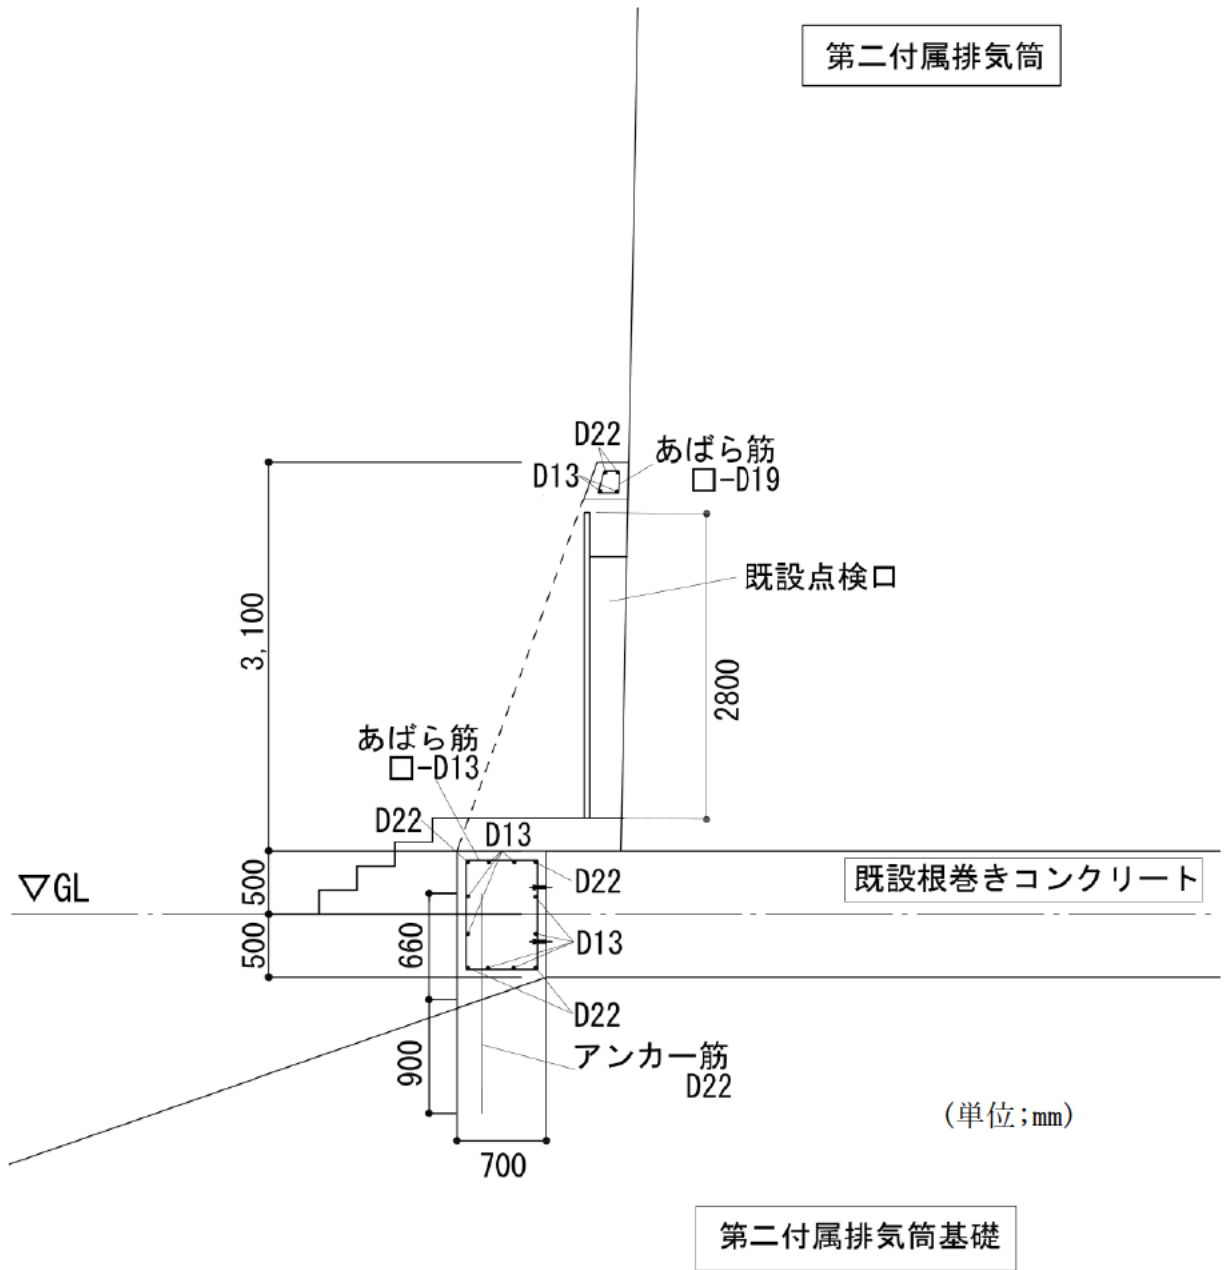 第二付属排気筒
D22
あばら筋
D13
□-D19
既設点検口
3,100
2800
あばら筋
□-D13
D22
D13
D22
既設根巻きコンクリート
▽GL
500
500
660
D13
D22
アンカー筋
D22
900
(単位;mm)
700
第二付属排気筒基礎